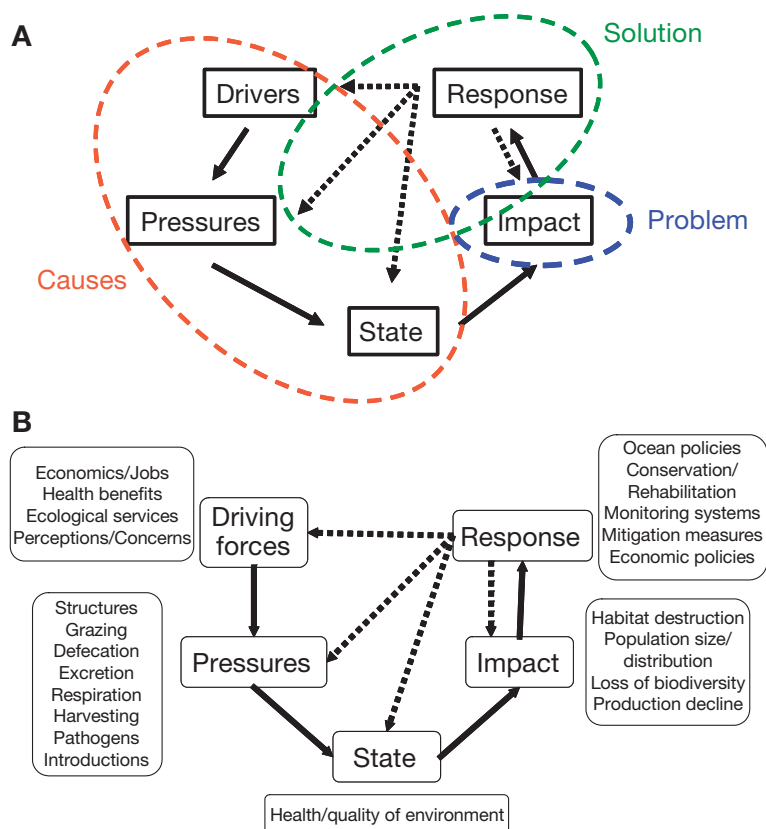 A
Solution
Drivers
Response
Pressures
Impact
Problem
Causes
State
B
Economics/Jobs
Health benefits
Ecological services
Perceptions/Concerns
Driving
forces
Response
Ocean policies
Conservation/
Rehabilitation
Monitoring systems
Mitigation measures
Economic policies
Structures
Grazing
Defecation
Excretion
Respiration
Harvesting
Pathogens
Introductions
Pressures
Impact
Habitat destruction
Population size/
distribution
Loss of biodiversity
Production decline
State
Health/quality of environment